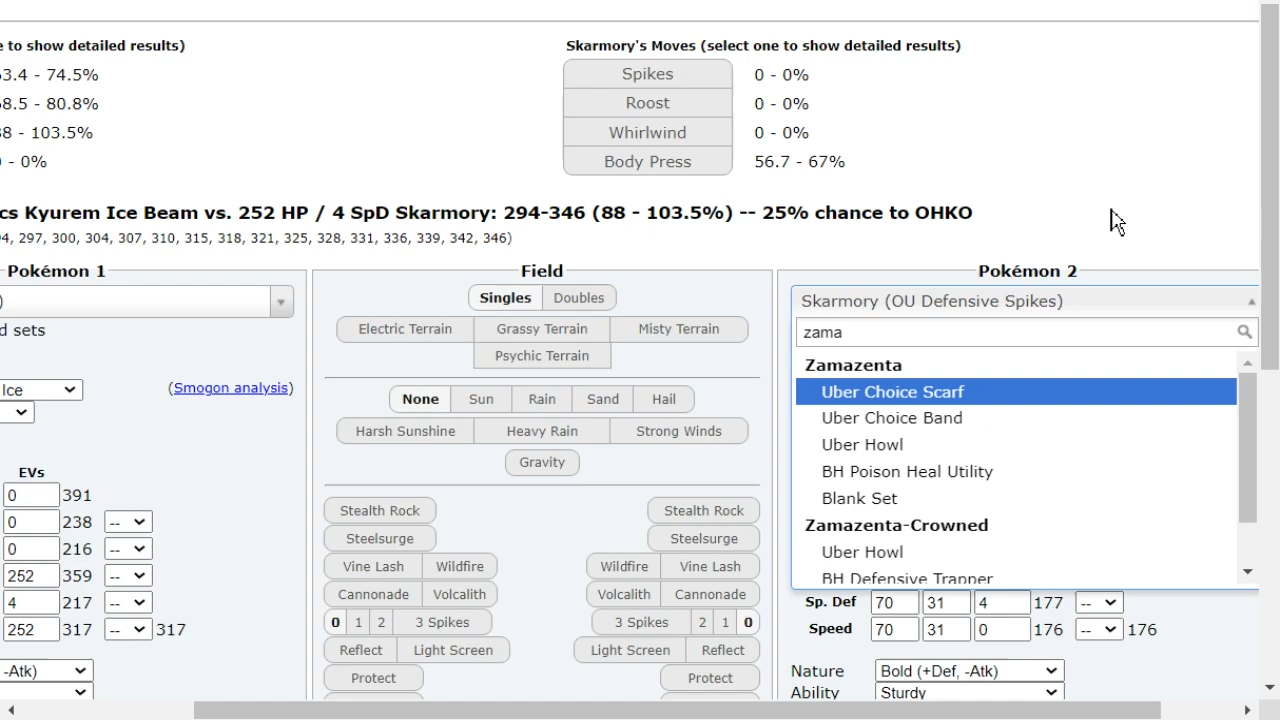 e to show detailed results)
Skarmory's Moves (select one to show detailed results)
3.4 - 74.5%
Spikes 0 - 0%
8.5 - 80.8%
Roost 0 - 0%
8 - 103.5%
Whirlwind 0 - 0%
- 0%
Body Press 56.7 - 67%
cs Kyurem Ice Beam vs. 252 HP / 4 SpD Skarmory: 294-346 (88 - 103.5%) -- 25% chance to OHKO
4, 297, 300, 304, 307, 310, 315, 318, 321, 325, 328, 331, 336, 339, 342, 346)
Pokémon 1
)
d sets
Ice
(Smogon analysis)
EVs
0 391
0 238 --
0 216 --
252 359 --
4 217 --
252 317 -- 317
-Atk)
Field
Singles Doubles
Electric Terrain Grassy Terrain Misty Terrain
Psychic Terrain
None Sun Rain Sand Hail
Harsh Sunshine Heavy Rain Strong Winds
Gravity
Stealth Rock Stealth Rock
Steelsurge Steelsurge
Vine Lash Wildfire Wildfire Vine Lash
Cannonade Volcalith Volcalith Cannonade
0 1 2 3 Spikes 3 Spikes 2 1 0
Reflect Light Screen Light Screen Reflect
Protect Protect
Pokémon 2
Skarmory (OU Defensive Spikes)
zama
Zamazenta
Uber Choice Scarf
Uber Choice Band
Uber Howl
BH Poison Heal Utility
Blank Set
Zamazenta-Crowned
Uber Howl
BH Defensive Trapper
Sp. Def 70 31 4 177 --
Speed 70 31 0 176 -- 176
Nature Bold (+Def, -Atk)
Ability Sturdy